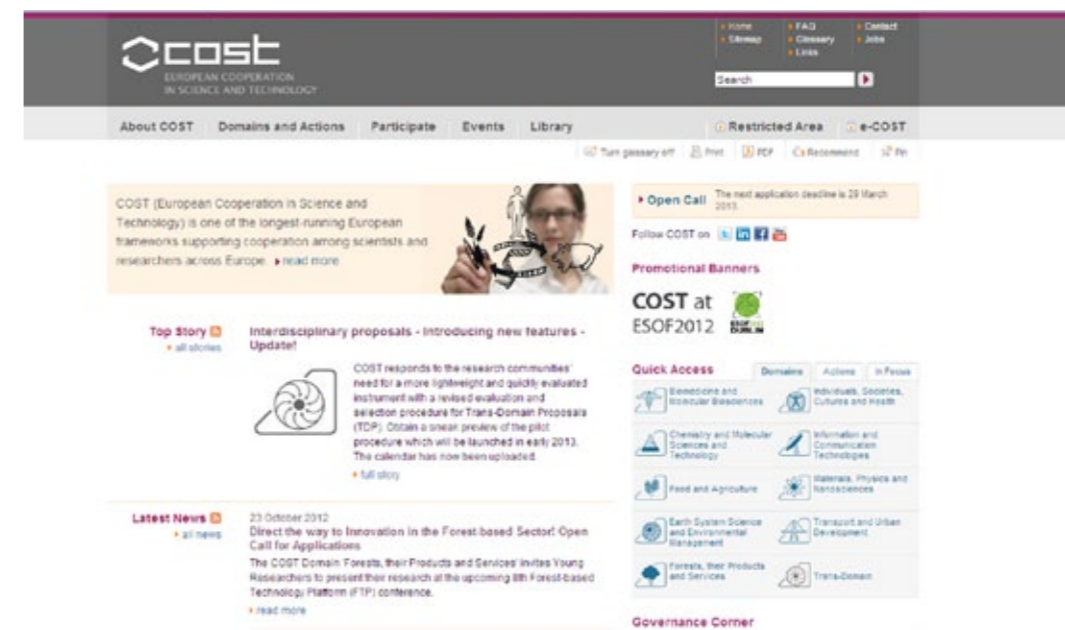 Home
FAQ
Contact
Sitemap
Glossary
Jobs
Links
COST
EUROPEAN COOPERATION
IN SCIENCE AND TECHNOLOGY
Search
About COST
Domains and Actions
Participate
Events
Library
Restricted Area
e-COST
Turn glossary off
Print
PDF
Recommend
Pin
COST (European Cooperation in Science and
Technology) is one of the longest-running European
frameworks supporting cooperation among scientists and
researchers across Europe. read more
Open Call
The next application deadline is 29 March
2013.
Follow COST on
Promotional Banners
COST at
ESOF2012
Top Story
all stories
Interdisciplinary proposals - Introducing new features -
Update!
COST responds to the research communities'
need for a more lightweight and quickly evaluated
instrument with a revised evaluation and
selection procedure for Trans-Domain Proposals
(TDP). Obtain a sneak preview of the pilot
procedure which will be launched in early 2013.
The calendar has now been uploaded.
full story
Quick Access
Domains
Actions
In Focus
Biomedicine and
Molecular Biosciences
Individuals, Societies,
Cultures and Health
Chemistry and Molecular
Sciences and
Technology
Information and
Communication
Technologies
Food and Agriculture
Materials, Physics and
Nanosciences
Earth System Science
and Environmental
Management
Transport and Urban
Development
Forests, their Products
and Services
Trans-Domain
Latest News
all news
23 October 2012
Direct the way to Innovation in the Forest-based Sector! Open
Call for Applications
The COST Domain 'Forests, their Products and Services' invites Young
Researchers to present their research at the upcoming 8th Forest-based
Technology Platform (FTP) conference.
read more
Governance Corner